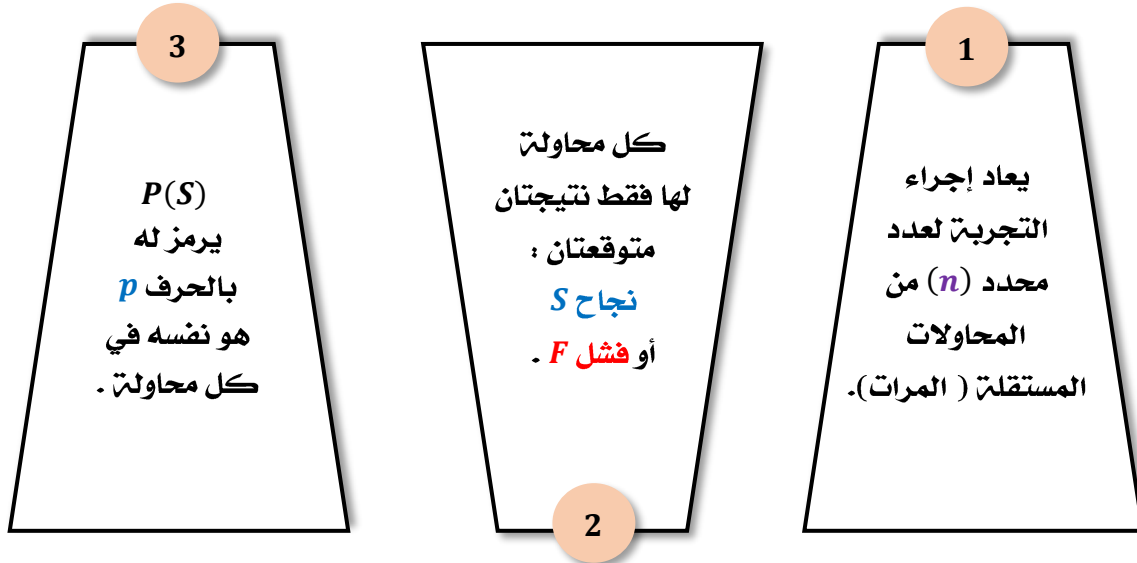 1
يعاد إجراء
التجربة لعدد
محدد (n) من
المحاولات
المستقلة ( المرات).
كل محاولة
لها فقط نتيجتان
متوقعتان :
نجاح S
أو فشل F .
2
3
P(S)
يرمز له
بالحرف p
هو نفسه في
كل محاولة .